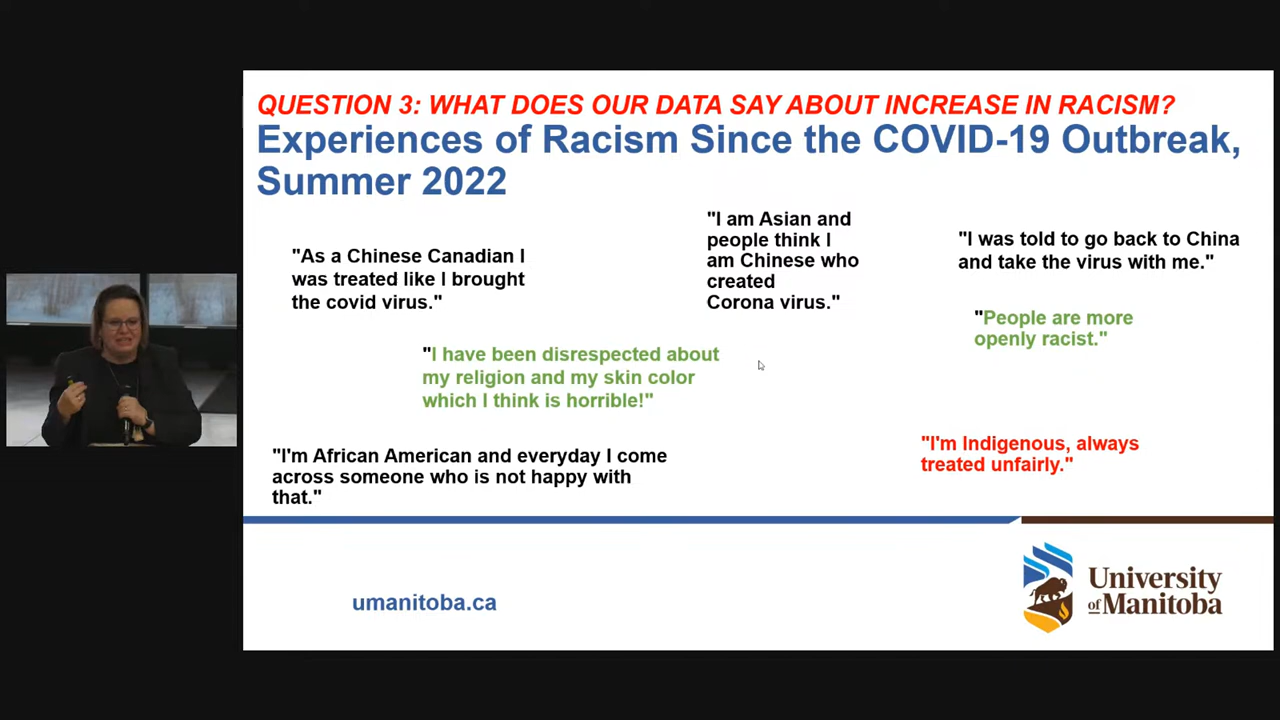 QUESTION 3: WHAT DOES OUR DATA SAY ABOUT INCREASE IN RACISM?
Experiences of Racism Since the COVID-19 Outbreak,
Summer 2022
"As a Chinese Canadian I
was treated like I brought
the covid virus."
"I am Asian and
people think I
am Chinese who
created
Corona virus."
"I was told to go back to China
and take the virus with me."
"People are more
openly racist."
"I have been disrespected about
my religion and my skin color
which I think is horrible!"
"I'm African American and everyday I come
across someone who is not happy with
that."
"I'm Indigenous, always
treated unfairly."
umanitoba.ca
University
of Manitoba